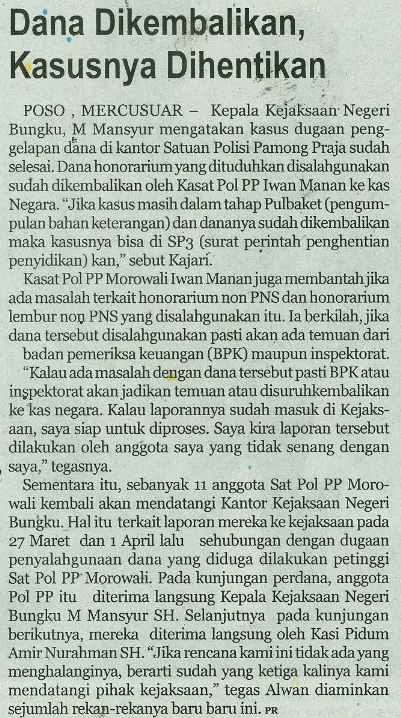 Dana Dikembalikan,
Kasusnya Dihentikan
POSO , MERCUSUAR – Kepala Kejaksaan Negeri
Bungku, M Mansyur mengatakan kasus dugaan peng-
gelapan dana di kantor Satuan Polisi Pamong Praja sudah
selesai. Dana honorarium yang dituduhkan disalahgunakan
sudah dikembalikan oleh Kasat Pol PP Iwan Manan ke kas
Negara. “Jika kasus masih dalam tahap Pulbaket (pengum-
pulan bahan keterangan) dan dananya sudah dikembalikan
maka kasusnya bisa di SP3 (surat perintah penghentian
penyidikan) kan,” sebut Kajari.
Kasat Pol PP Morowali Iwan Manan juga membantah jika
ada masalah terkait honorarium non PNS dan honorarium
lembur non PNS yang disalahgunakan itu. Ia berkilah, jika
dana tersebut disalahgunakan pasti akan ada temuan dari
badan pemeriksa keuangan (BPK) maupun inspektorat.
“Kalau ada masalah dengan dana tersebut pasti BPK atau
inspektorat akan jadikan temuan atau disuruhkembalikan
ke kas negara. Kalau laporannya sudah masuk di Kejaks-
aan, saya siap untuk diproses. Saya kira laporan tersebut
dilakukan oleh anggota saya yang tidak senang dengan
saya,” tegasnya.
Sementara itu, sebanyak 11 anggota Sat Pol PP Moro-
wali kembali akan mendatangi Kantor Kejaksaan Negeri
Bungku. Hal itu terkait laporan mereka ke kejaksaan pada
27 Maret dan 1 April lalu sehubungan dengan dugaan
penyalahgunaan dana yang diduga dilakukan petinggi
Sat Pol PP Morowali. Pada kunjungan perdana, anggota
Pol PP itu diterima langsung Kepala Kejaksaan Negeri
Bungku M Mansyur SH. Selanjutnya pada kunjungan
berikutnya, mereka diterima langsung oleh Kasi Pidum
Amir Nurahman SH. “Jika rencana kami ini tidak ada yang
menghalanginya, berarti sudah yang ketiga kalinya kami
mendatangi pihak kejaksaan,” tegas Alwan diaminkan
sejumlah rekan-rekanya baru baru ini. PR